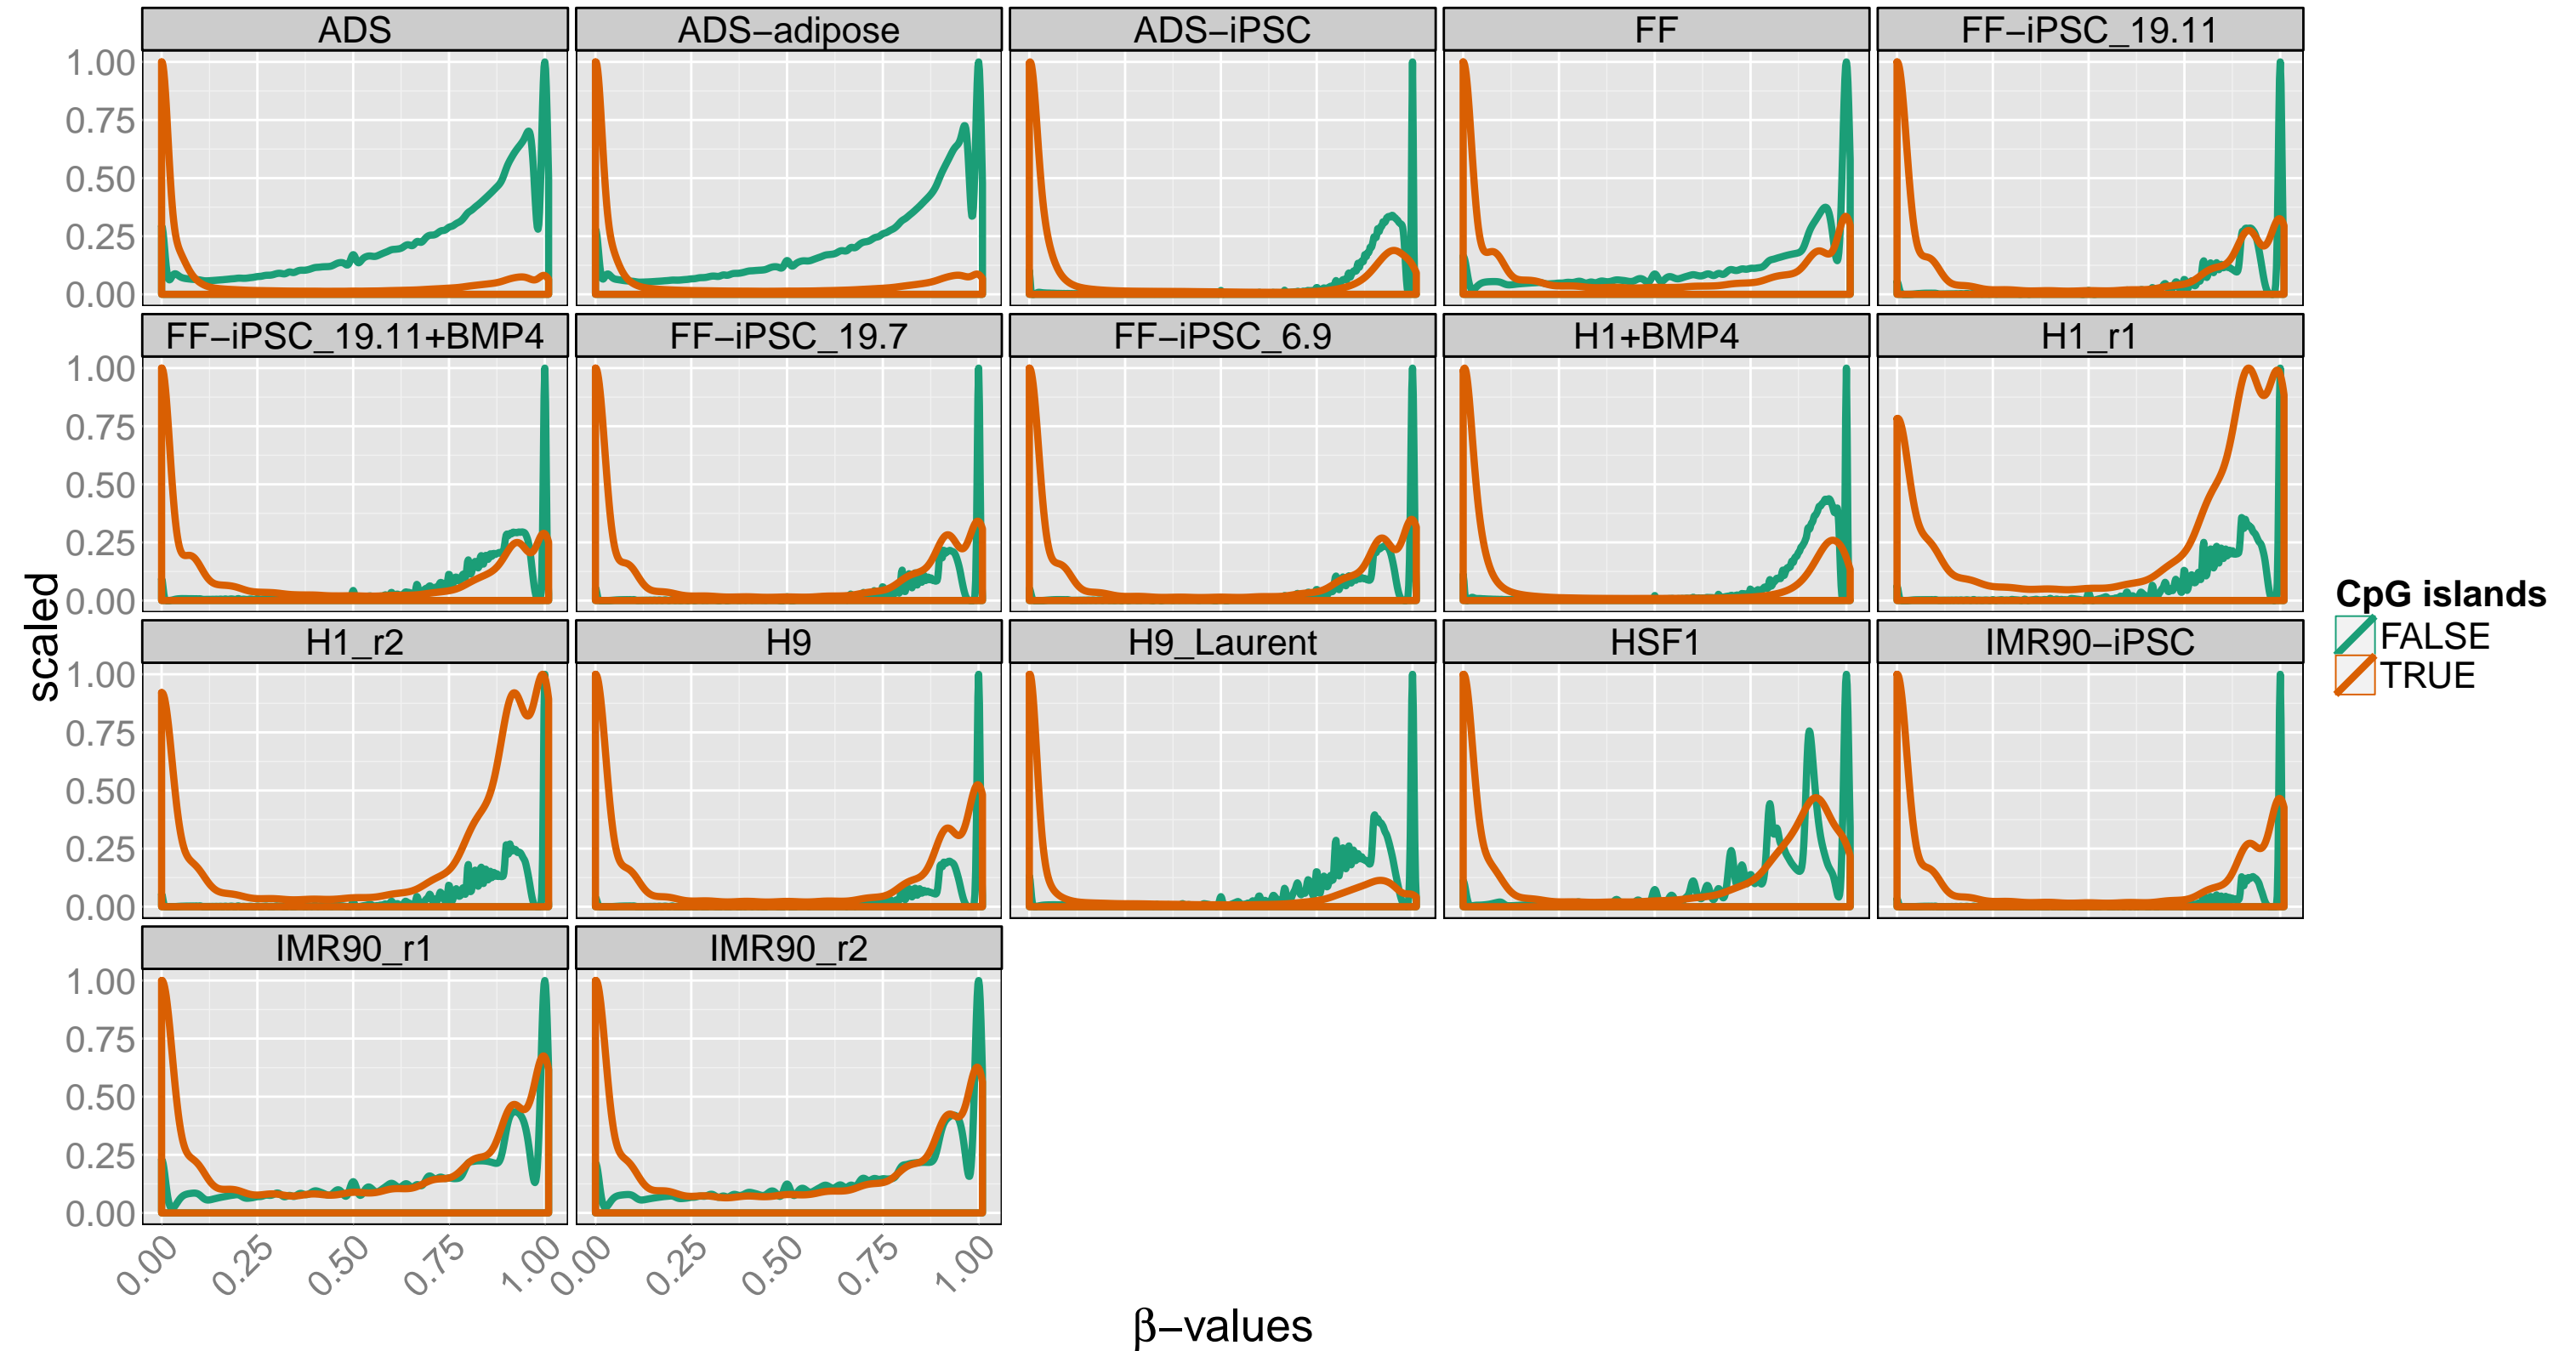 ADS ADS−adipose ADS−iPSC FF FF−iPSC_19.11
1.00
0.75
0.50
0.25
0.00
FF−iPSC_19.11+BMP4 FF−iPSC_19.7 FF−iPSC_6.9 H1+BMP4 H1_r1
1.00
0.75
0.50
0.25
0.00
H1_r2 H9 H9_Laurent HSF1 IMR90−iPSC
1.00
0.75
0.50
0.25
0.00
IMR90_r1 IMR90_r2
1.00
0.75
0.50
0.25
0.00
0.00 0.25 0.50 0.75 1.00 0.00 0.25 0.50 0.75 1.00
β−values
scaled
CpG islands
FALSE
TRUE